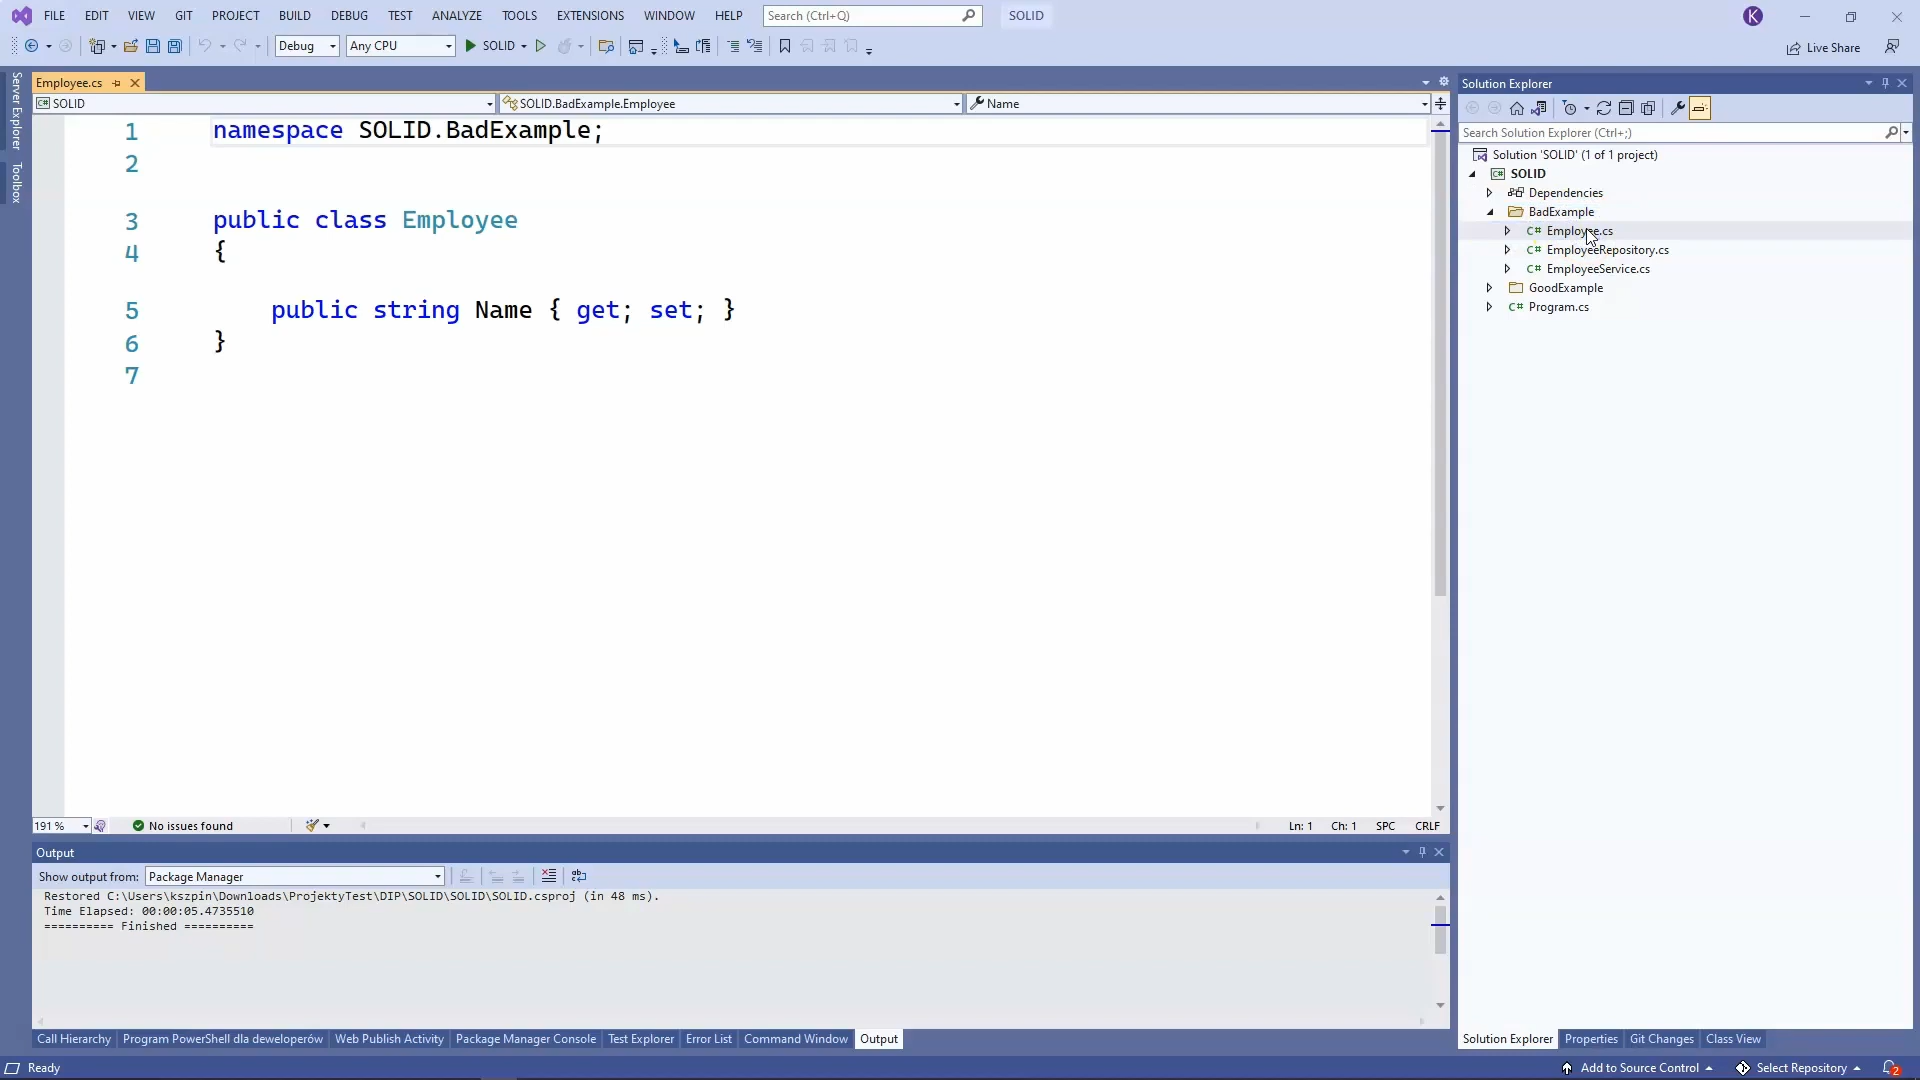 FILE EDIT VIEW GIT PROJECT BUILD DEBUG TEST ANALYZE TOOLS EXTENSIONS WINDOW HELP Search (Ctrl+Q) SOLID K
Debug Any CPU SOLID Live Share
Server Explorer
Toolbox
Employee.cs
C# SOLID SOLID.BadExample.Employee Name
1 namespace SOLID.BadExample;
2
3 public class Employee
4 {
5 public string Name { get; set; }
6 }
7
191 % No issues found Ln: 1 Ch: 1 SPC CRLF
Output
Show output from: Package Manager
Restored C:\Users\kszpin\Downloads\ProjektyTest\DIP\SOLID\SOLID\SOLID.csproj (in 48 ms).
Time Elapsed: 00:00:05.4735510
========== Finished ==========
Call Hierarchy Program PowerShell dla deweloperów Web Publish Activity Package Manager Console Test Explorer Error List Command Window Output
Solution Explorer
Search Solution Explorer (Ctrl+;)
Solution 'SOLID' (1 of 1 project)
C# SOLID
Dependencies
BadExample
C# Employee.cs
C# EmployeeRepository.cs
C# EmployeeService.cs
GoodExample
C# Program.cs
Solution Explorer Properties Git Changes Class View
Ready Add to Source Control Select Repository 2